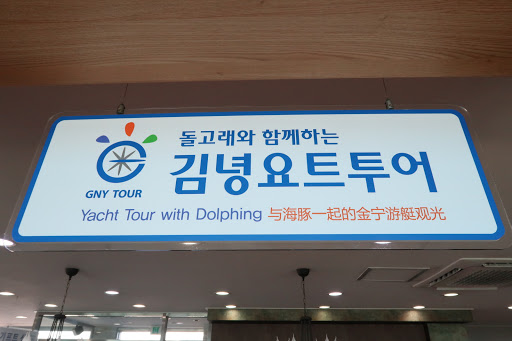 돌고래와 함께하는
김녕요트투어
GNY TOUR
Yacht Tour with Dolphing 与海豚一起的金宁游艇观光